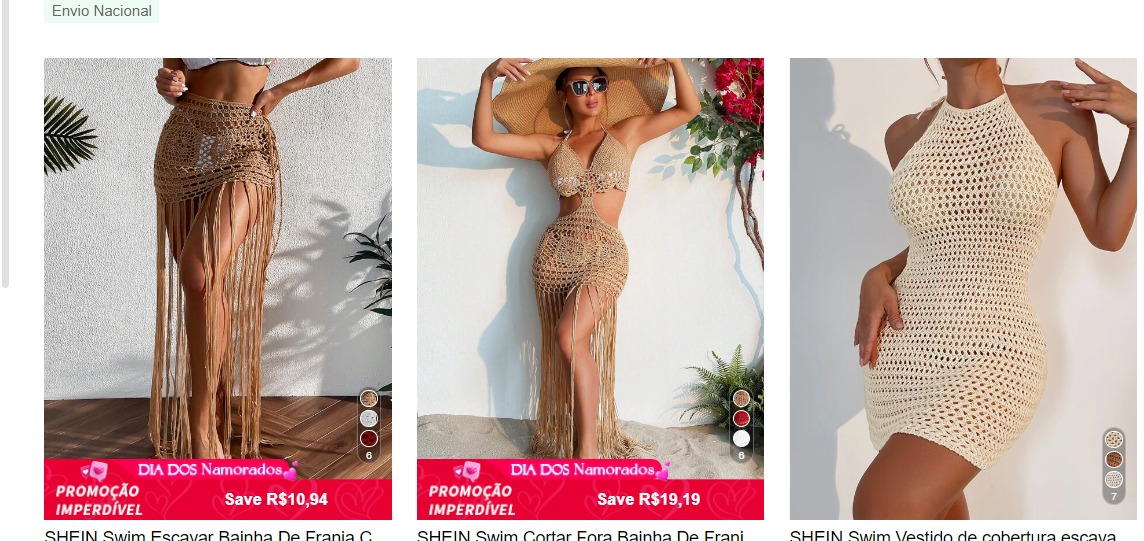 Envio Nacional
6
DIA DOS Namorados
PROMOÇÃO
IMPERDÍVEL
Save R$10,94
6
DIA DOS Namorados
PROMOÇÃO
IMPERDÍVEL
Save R$19,19
7
SHEIN Swim Escavar Bainha De Franja C
SHEIN Swim Cortar Fora Bainha De Frani
SHEIN Swim Vestido de cobertura escava